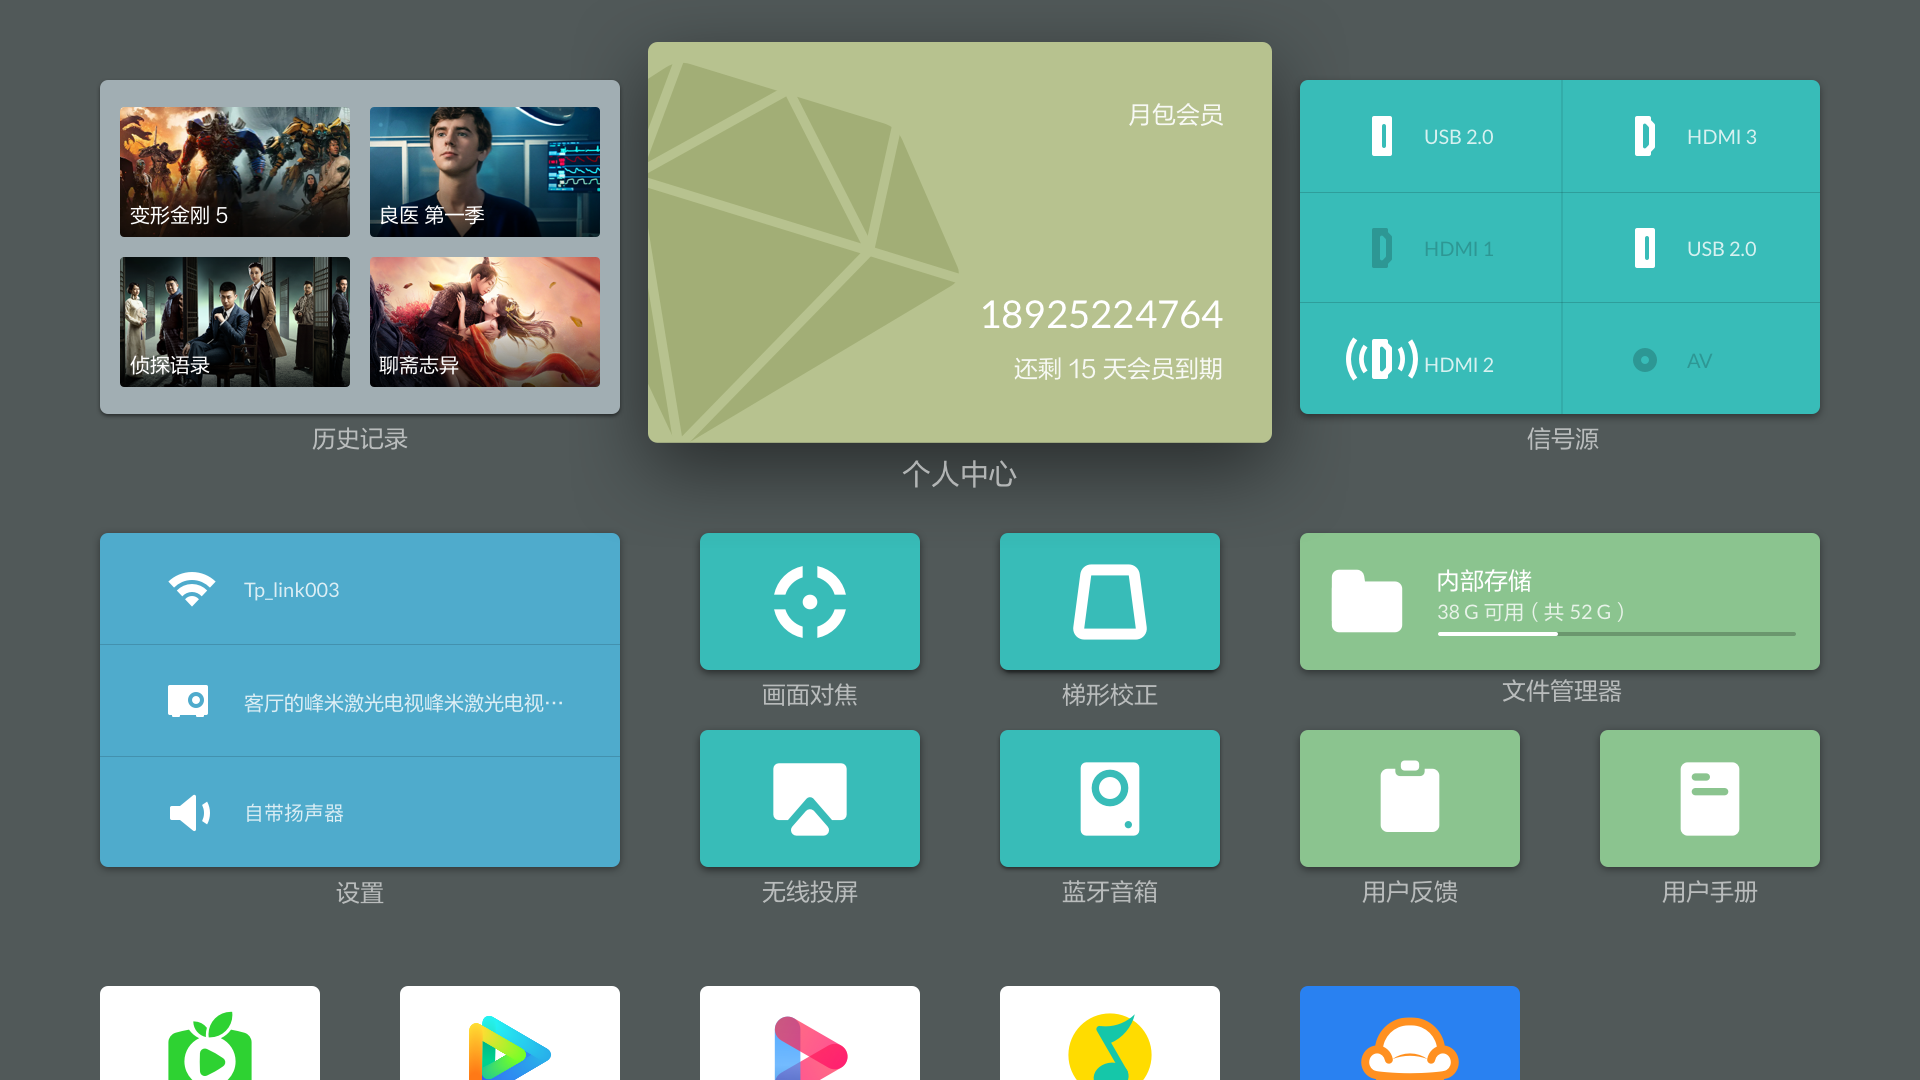 变形金刚 5
良医 第一季
侦探语录
聊斋志异
历史记录
月包会员
18925224764
还剩 15 天会员到期
个人中心
USB 2.0
HDMI 3
HDMI 1
USB 2.0
HDMI 2
AV
信号源
Tp_link003
客厅的峰米激光电视峰米激光电视…
自带扬声器
设置
画面对焦
梯形校正
内部存储
38 G 可用（共 52 G）
文件管理器
无线投屏
蓝牙音箱
用户反馈
用户手册